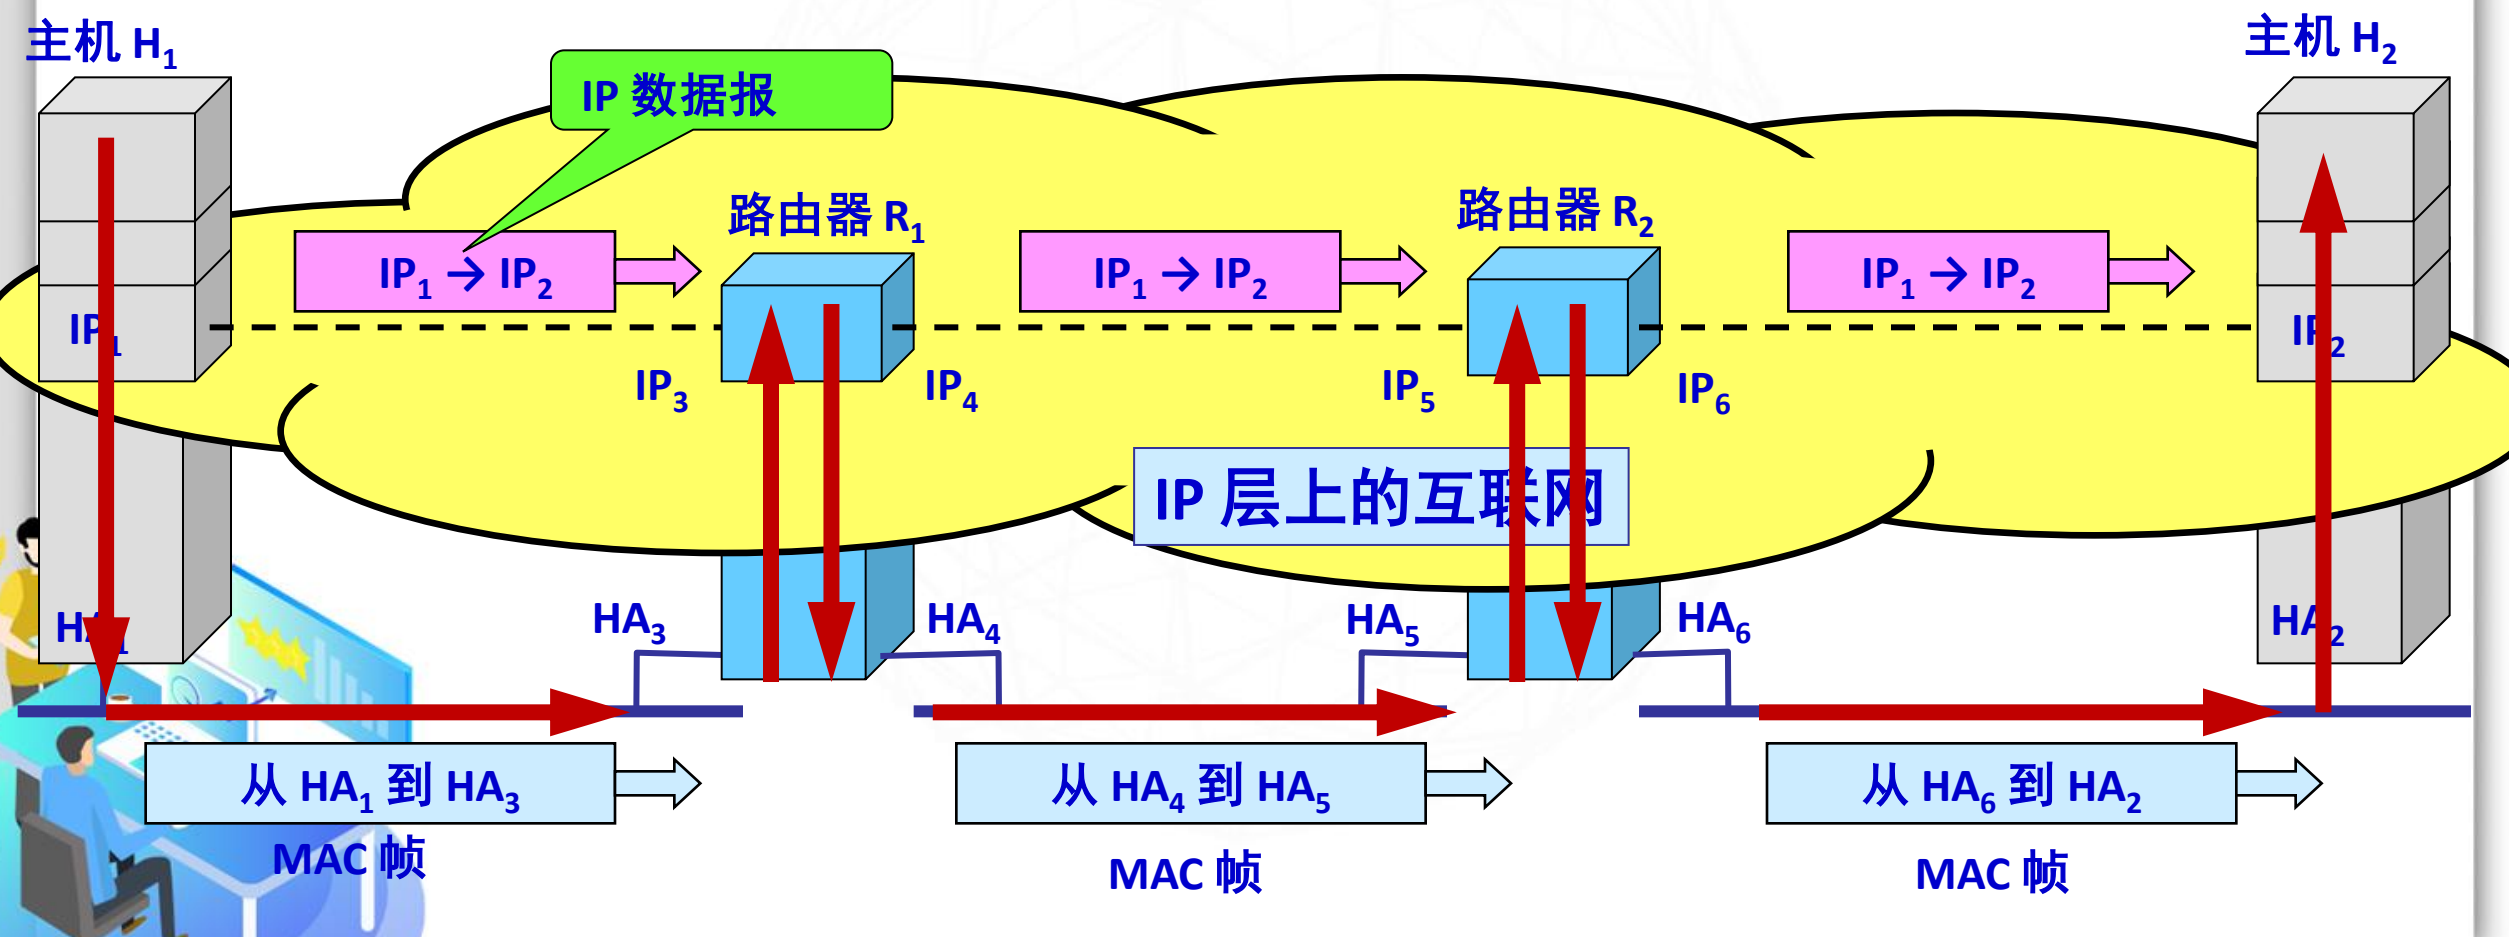 主机 H₁
主机 H₂
IP 数据报
路由器 R₁
路由器 R₂
IP₁ → IP₂
IP₁ → IP₂
IP₁ → IP₂
IP₁
IP₂
IP₃
IP₄
IP₅
IP₆
IP 层上的互联网
HA₁
HA₃
HA₄
HA₅
HA₆
HA₂
从 HA₁ 到 HA₃
从 HA₄ 到 HA₅
从 HA₆ 到 HA₂
MAC 帧
MAC 帧
MAC 帧